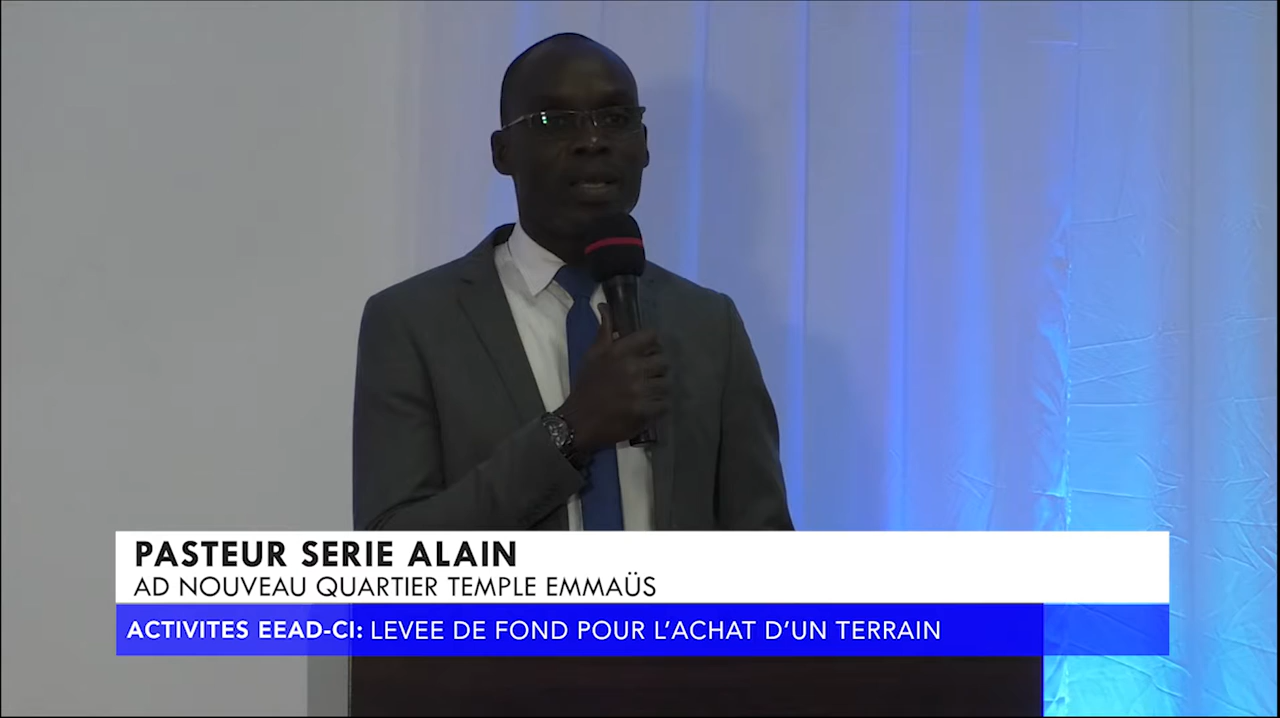 PASTEUR SERIE ALAIN
AD NOUVEAU QUARTIER TEMPLE EMMAÜS
ACTIVITES EEAD-CI: LEVEE DE FOND POUR L’ACHAT D’UN TERRAIN